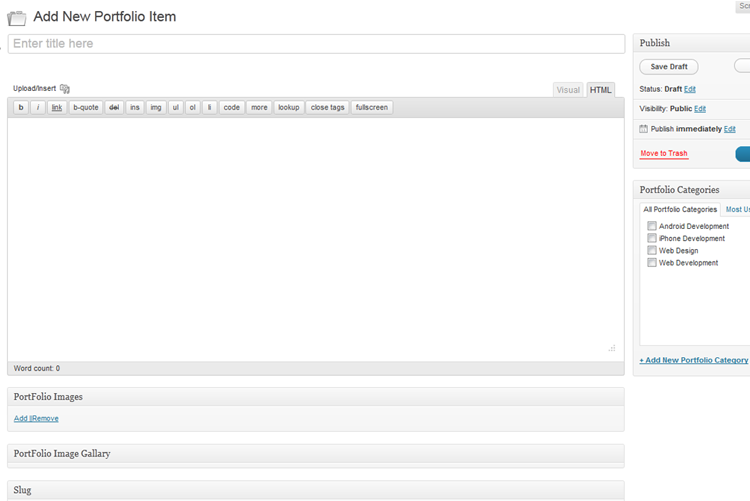 Scr
Add New Portfolio Item
Enter title here
Upload/Insert
Visual HTML
b i link b-quote del ins img ul ol li code more lookup close tags fullscreen
Word count: 0
PortFolio Images
Add ||Remove
PortFolio Image Gallary
Slug
Publish
Save Draft
Status: Draft Edit
Visibility: Public Edit
Publish immediately Edit
Move to Trash
Portfolio Categories
All Portfolio Categories Most Us
Android Development
iPhone Development
Web Design
Web Development
+ Add New Portfolio Category